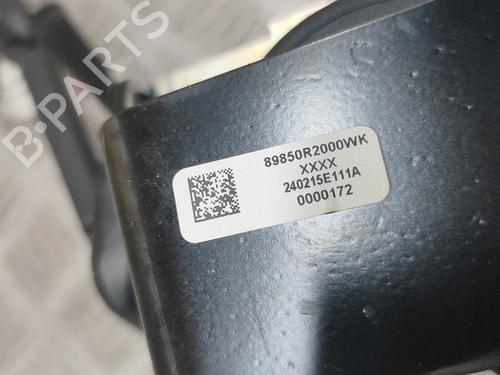 B-PARTS
89850R2000WK
XXXX
240215E111A
0000172